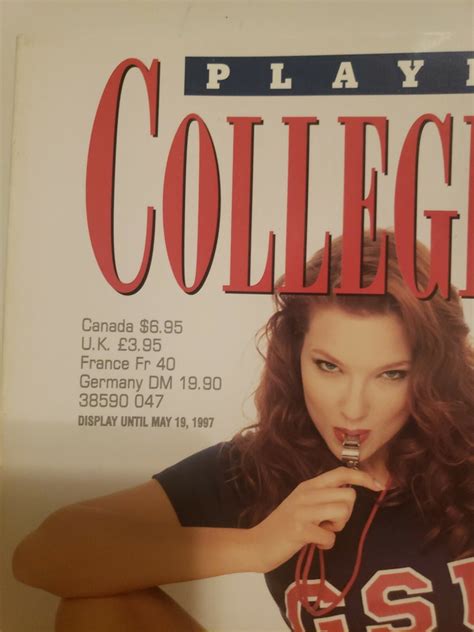 PLAY
COLLEG
Canada $6.95
U.K. £3.95
France Fr 40
Germany DM 19.90
38590 047
DISPLAY UNTIL MAY 19, 1997
GS